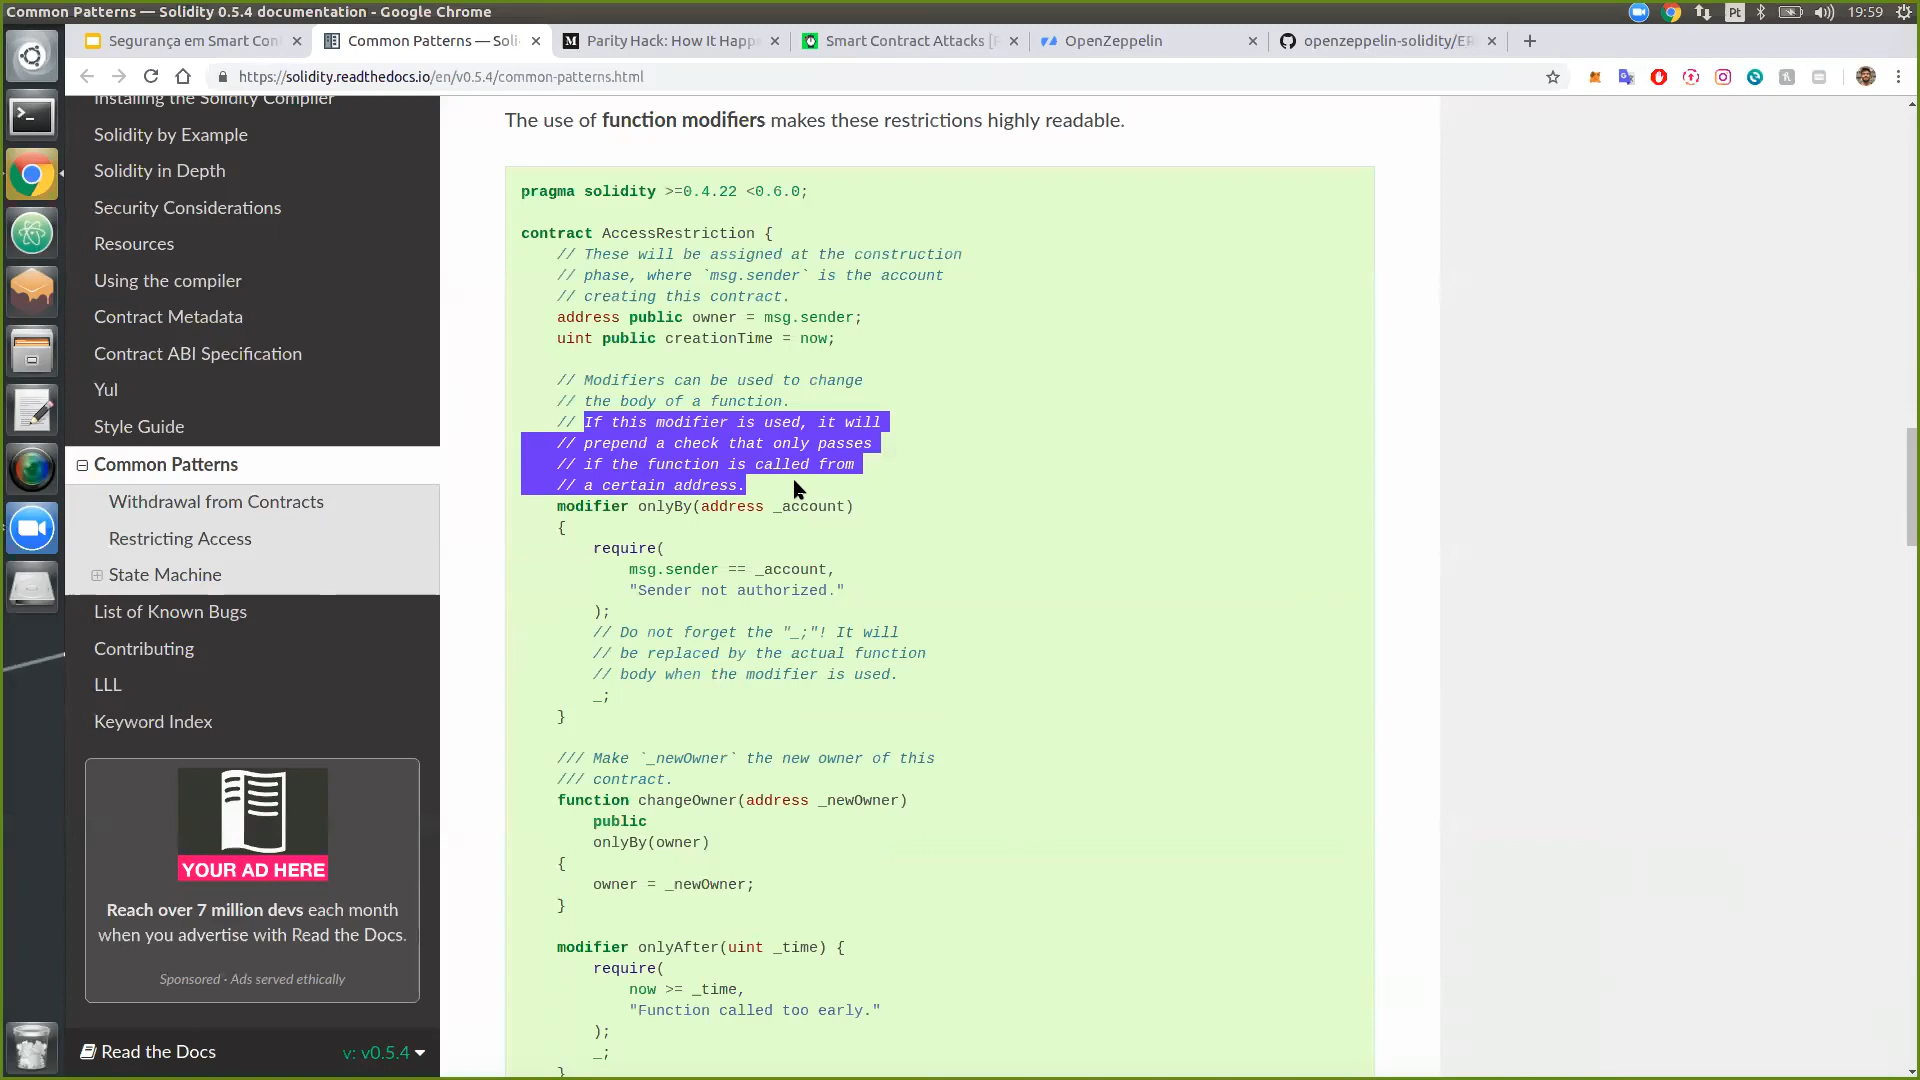 Common Patterns — Solidity 0.5.4 documentation - Google Chrome
Pt
19:59
Segurança em Smart Con
Common Patterns — Soli
Parity Hack: How It Happ
Smart Contract Attacks [
OpenZeppelin
openzeppelin-solidity/ER
https://solidity.readthedocs.io/en/v0.5.4/common-patterns.html
Installing the Solidity Compiler
Solidity by Example
Solidity in Depth
Security Considerations
Resources
Using the compiler
Contract Metadata
Contract ABI Specification
Yul
Style Guide
Common Patterns
Withdrawal from Contracts
Restricting Access
State Machine
List of Known Bugs
Contributing
LLL
Keyword Index
YOUR AD HERE
Reach over 7 million devs each month
when you advertise with Read the Docs.
Sponsored · Ads served ethically
Read the Docs
v: v0.5.4
The use of function modifiers makes these restrictions highly readable.
pragma solidity >=0.4.22 <0.6.0;
contract AccessRestriction {
// These will be assigned at the construction
// phase, where `msg.sender` is the account
// creating this contract.
address public owner = msg.sender;
uint public creationTime = now;
// Modifiers can be used to change
// the body of a function.
// If this modifier is used, it will
// prepend a check that only passes
// if the function is called from
// a certain address.
modifier onlyBy(address _account)
{
require(
msg.sender == _account,
"Sender not authorized."
);
// Do not forget the "_;"! It will
// be replaced by the actual function
// body when the modifier is used.
_;
}
/// Make `_newOwner` the new owner of this
/// contract.
function changeOwner(address _newOwner)
public
onlyBy(owner)
{
owner = _newOwner;
}
modifier onlyAfter(uint _time) {
require(
now >= _time,
"Function called too early."
);
_;
}